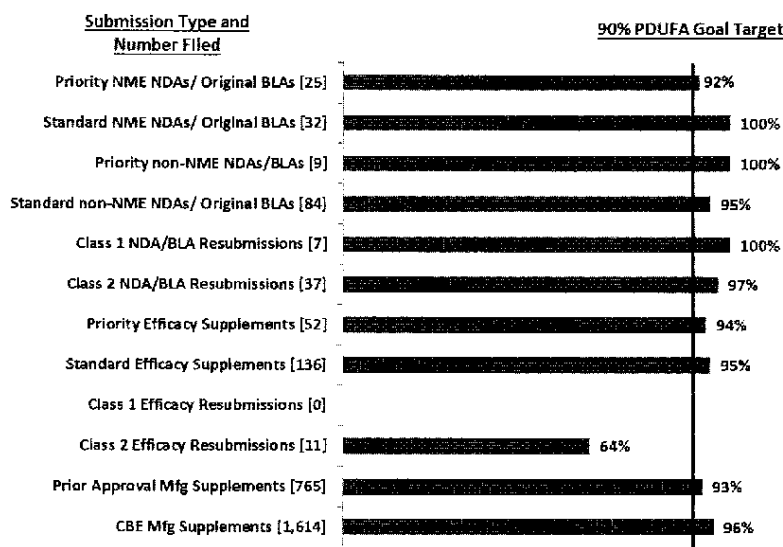 Submission Type and
Number Filed
90% PDUFA Goal Target
Priority NME NDAs/ Original BLAs [25] 92%
Standard NME NDAs/ Original BLAs [32] 100%
Priority non-NME NDAs/BLAs [9] 100%
Standard non-NME NDAs/ Original BLAs [84] 95%
Class 1 NDA/BLA Resubmissions [7] 100%
Class 2 NDA/BLA Resubmissions [37] 97%
Priority Efficacy Supplements [52] 94%
Standard Efficacy Supplements [136] 95%
Class 1 Efficacy Resubmissions [0]
Class 2 Efficacy Resubmissions [11] 64%
Prior Approval Mfg Supplements [765] 93%
CBE Mfg Supplements [1,614] 96%